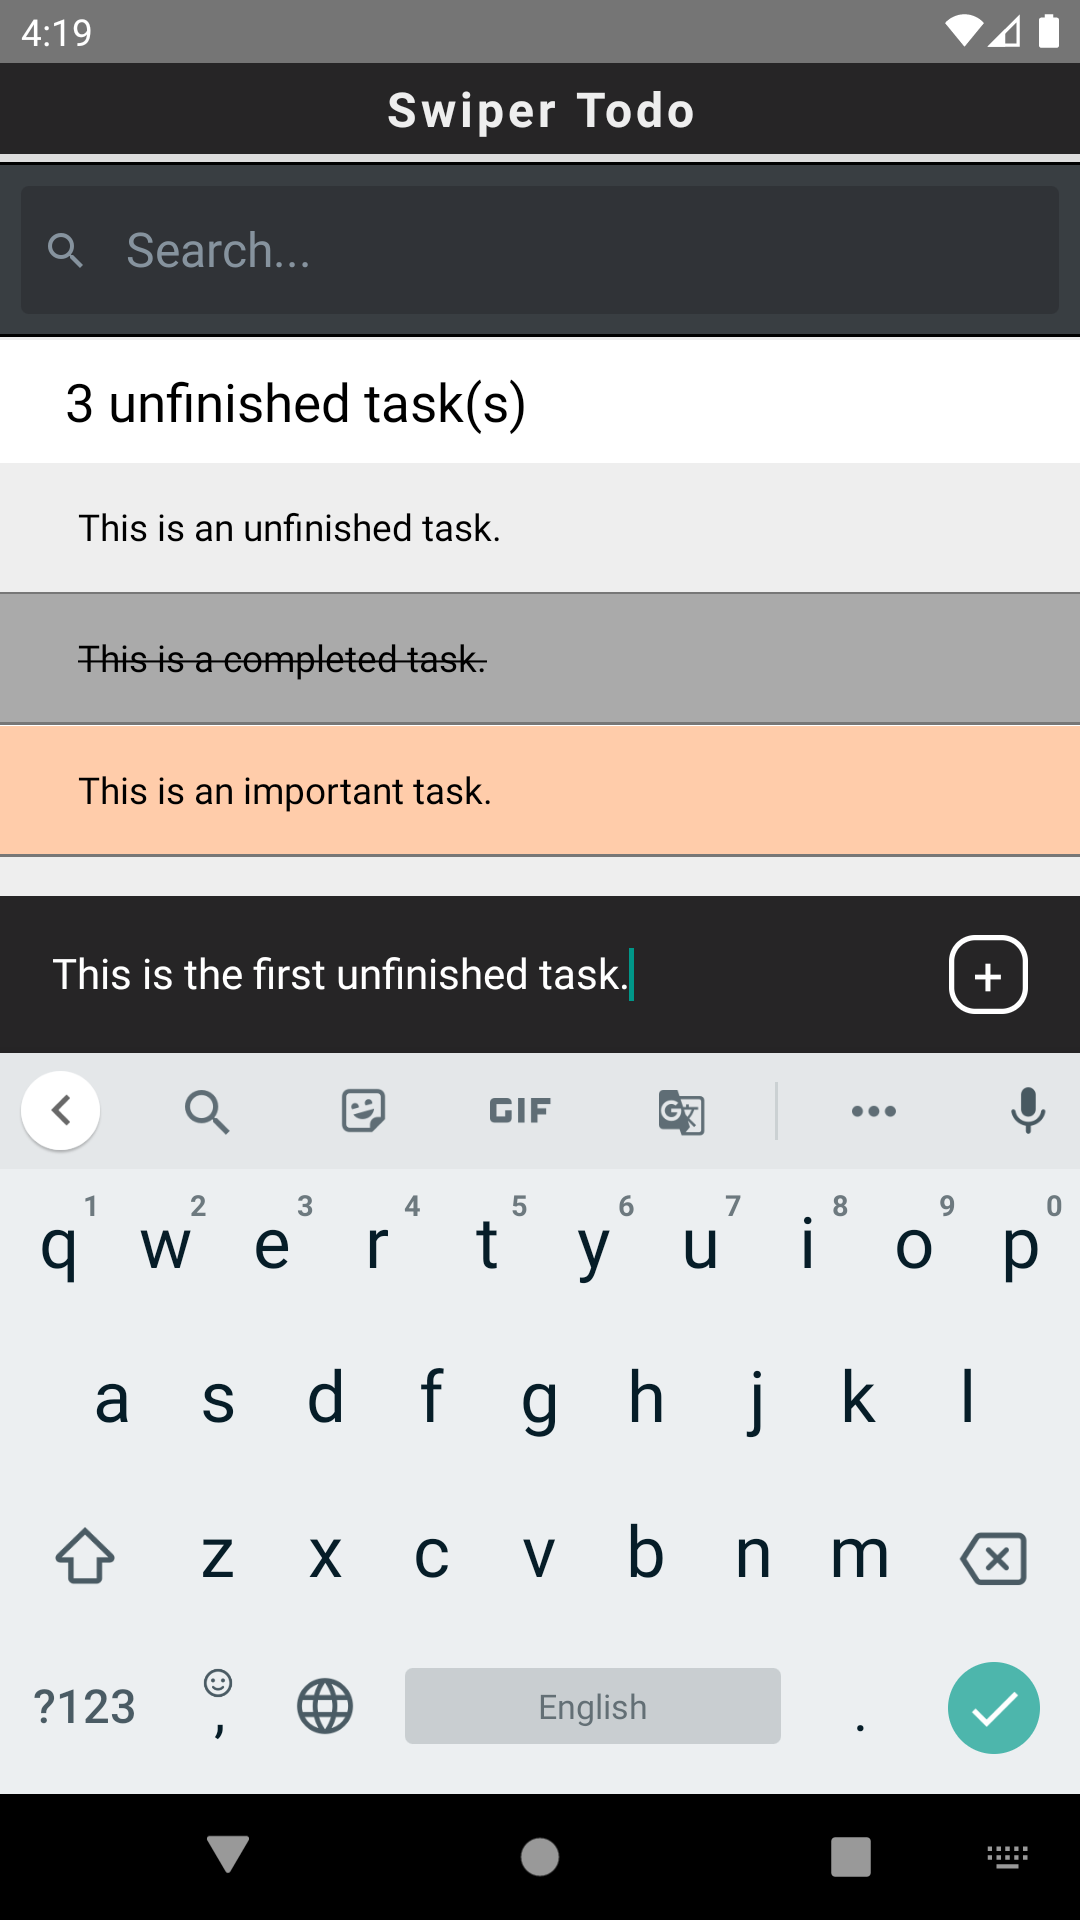 4:19
Swiper Todo
Search...
3 unfinished task(s)
This is an unfinished task.
This is a completed task.
This is an important task.
This is the first unfinished task.
+
GIF
G文
1 2 3 4 5 6 7 8 9 0
q w e r t y u i o p
a s d f g h j k l
z x c v b n m
?123 , English .